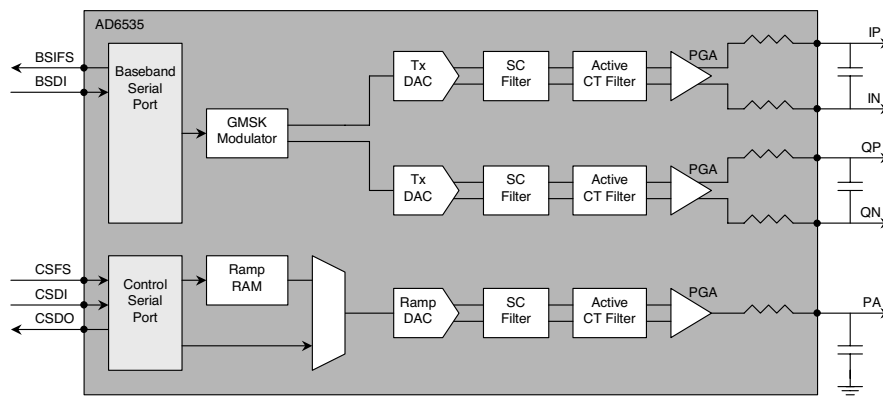 AD6535
BSIFS
BSDI
Baseband
Serial
Port
GMSK
Modulator
Tx
DAC
SC
Filter
Active
CT Filter
PGA
IP
IN
Tx
DAC
SC
Filter
Active
CT Filter
PGA
QP
QN
CSFS
CSDI
CSDO
Control
Serial
Port
Ramp
RAM
Ramp
DAC
SC
Filter
Active
CT Filter
PGA
PA